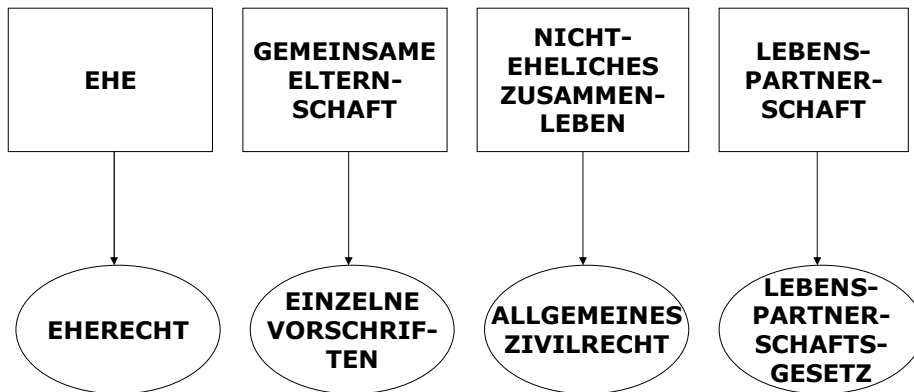 EHE
GEMEINSAME
ELTERN-
SCHAFT
NICHT-
EHELICHES
ZUSAMMEN-
LEBEN
LEBENS-
PARTNER-
SCHAFT
EHERECHT
EINZELNE
VORSCHRIF-
TEN
ALLGEMEINES
ZIVILRECHT
LEBENS-
PARTNER-
SCHAFTS-
GESETZ